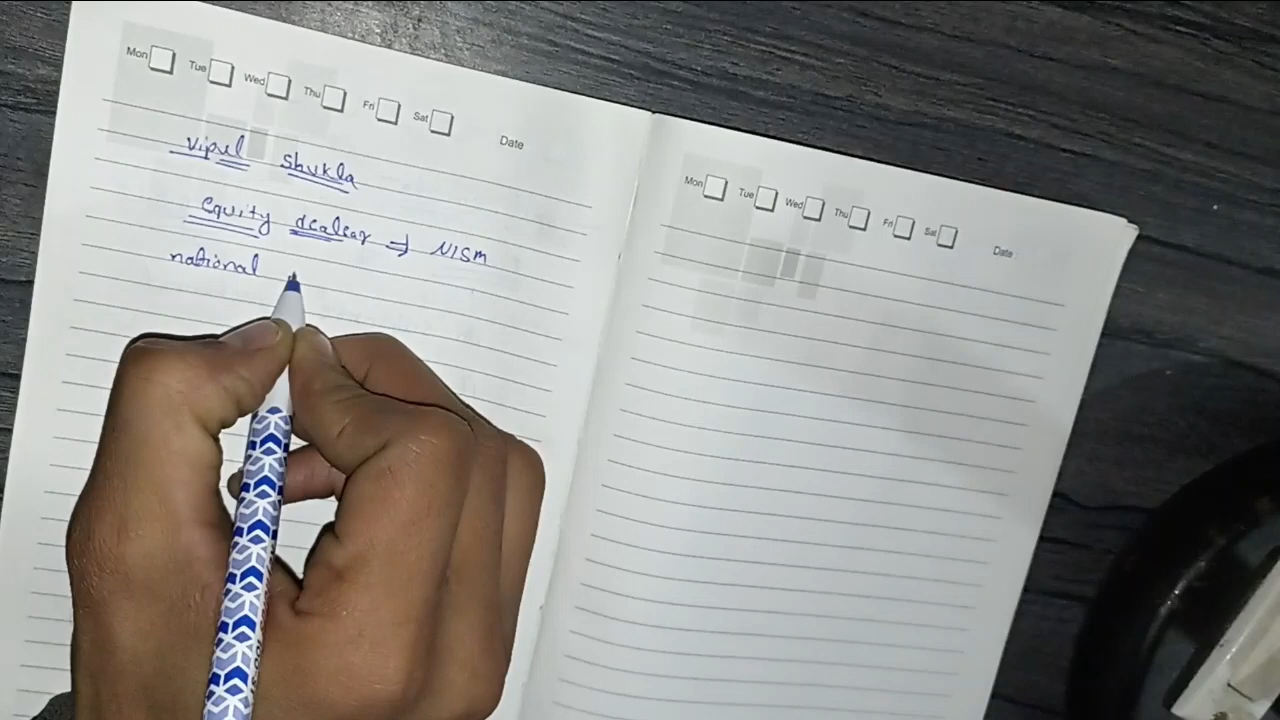 Mon Tue Wed Thu Fri Sat Date
Vipul Shukla
equity dealear ⇒ NISM
national
Mon Tue Wed Thu Fri Sat Date